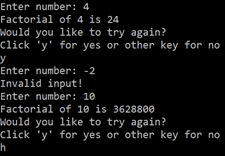 Enter number: 4
Factorial of 4 is 24
Would you like to try again?
Click 'y' for yes or other key for no
y
Enter number: -2
Invalid input!
Enter number: 10
Factorial of 10 is 3628800
Would you like to try again?
Click 'y' for yes or other key for no
h